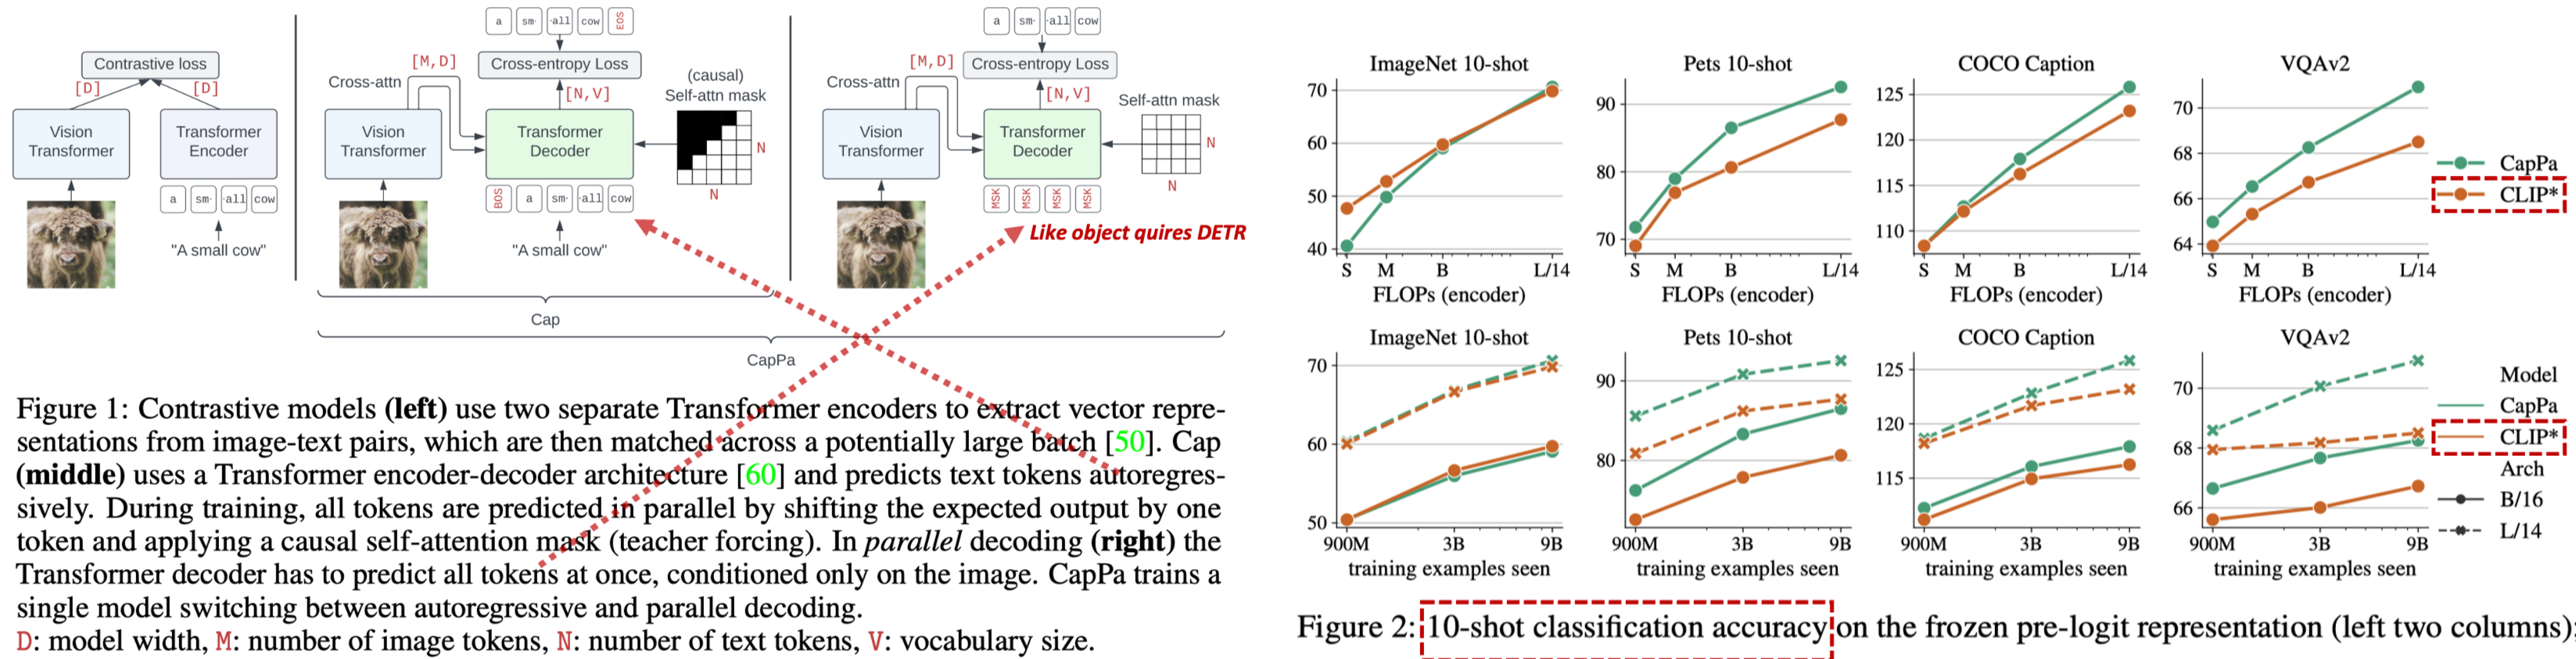 Contrastive loss
[D]
[D]
Vision
Transformer
Transformer
Encoder
a sm· ·all cow
"A small cow"
a sm· ·all cow EOS
[M,D]
Cross-entropy Loss
Cross-attn
[N,V]
(causal)
Self-attn mask
Vision
Transformer
Transformer
Decoder
N
N
BOS a sm· ·all cow
"A small cow"
Cap
a sm· ·all cow
[M,D]
Cross-entropy Loss
Cross-attn
[N,V]
Self-attn mask
Vision
Transformer
Transformer
Decoder
N
N
MSK MSK MSK MSK
Like object quires DETR
CapPa
Figure 1: Contrastive models (left) use two separate Transformer encoders to extract vector repre-
sentations from image-text pairs, which are then matched across a potentially large batch [50]. Cap
(middle) uses a Transformer encoder-decoder architecture [60] and predicts text tokens autoregres-
sively. During training, all tokens are predicted in parallel by shifting the expected output by one
token and applying a causal self-attention mask (teacher forcing). In parallel decoding (right) the
Transformer decoder has to predict all tokens at once, conditioned only on the image. CapPa trains a
single model switching between autoregressive and parallel decoding.
D: model width, M: number of image tokens, N: number of text tokens, V: vocabulary size.
ImageNet 10-shot
70
60
50
40
S M B L/14
FLOPs (encoder)
Pets 10-shot
90
80
70
S M B L/14
FLOPs (encoder)
COCO Caption
125
120
115
110
S M B L/14
FLOPs (encoder)
VQAv2
70
68
66
64
S M B L/14
FLOPs (encoder)
CapPa
CLIP*
ImageNet 10-shot
70
60
50
900M 3B 9B
training examples seen
Pets 10-shot
90
80
900M 3B 9B
training examples seen
COCO Caption
125
120
115
900M 3B 9B
training examples seen
VQAv2
70
68
66
900M 3B 9B
training examples seen
Model
CapPa
CLIP*
Arch
B/16
L/14
Figure 2: 10-shot classification accuracy on the frozen pre-logit representation (left two columns);